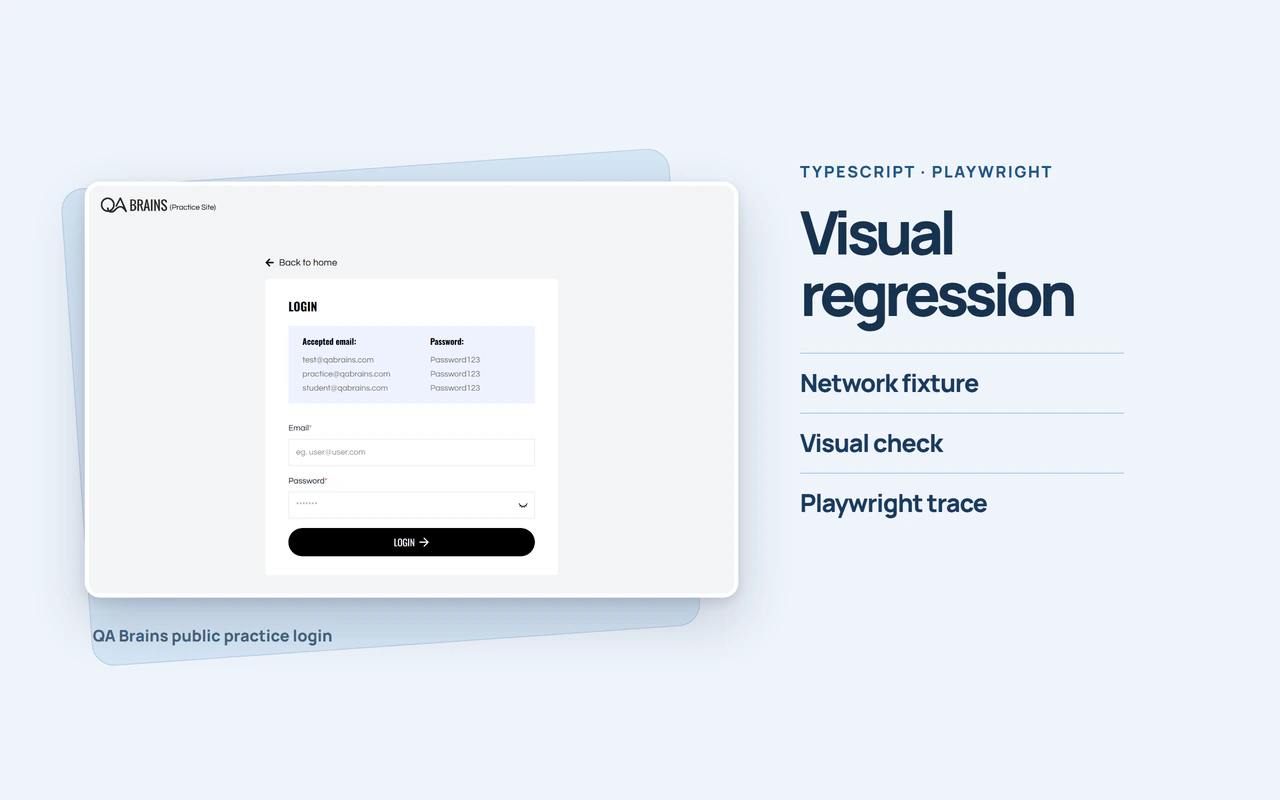 QA BRAINS (Practice Site)
Back to home
LOGIN
Accepted email: Password:
test@qabrains.com Password123
practice@qabrains.com Password123
student@qabrains.com Password123
Email*
eg. user@user.com
Password*
*******
LOGIN
QA Brains public practice login
TYPESCRIPT · PLAYWRIGHT
Visual
regression
Network fixture
Visual check
Playwright trace